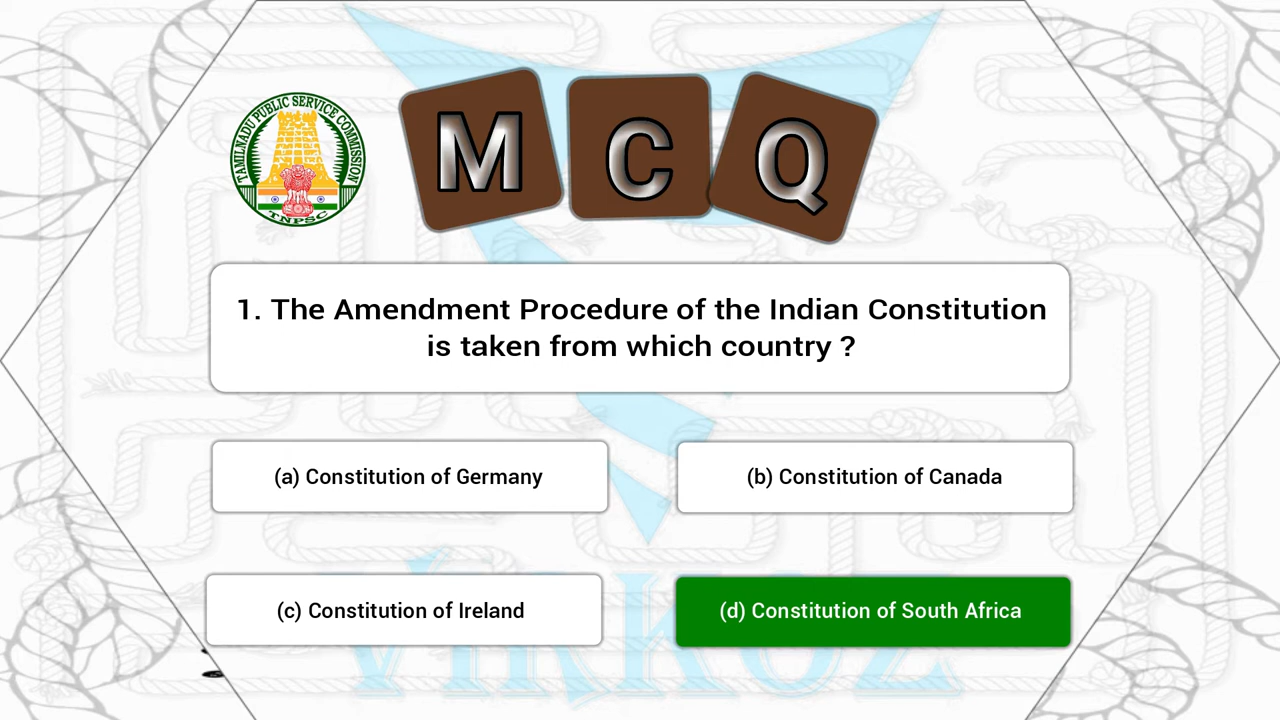 TAMILNADU PUBLIC SERVICE COMMISSION
TNPSC
M C Q
1. The Amendment Procedure of the Indian Constitution
is taken from which country ?
(a) Constitution of Germany
(b) Constitution of Canada
(c) Constitution of Ireland
(d) Constitution of South Africa